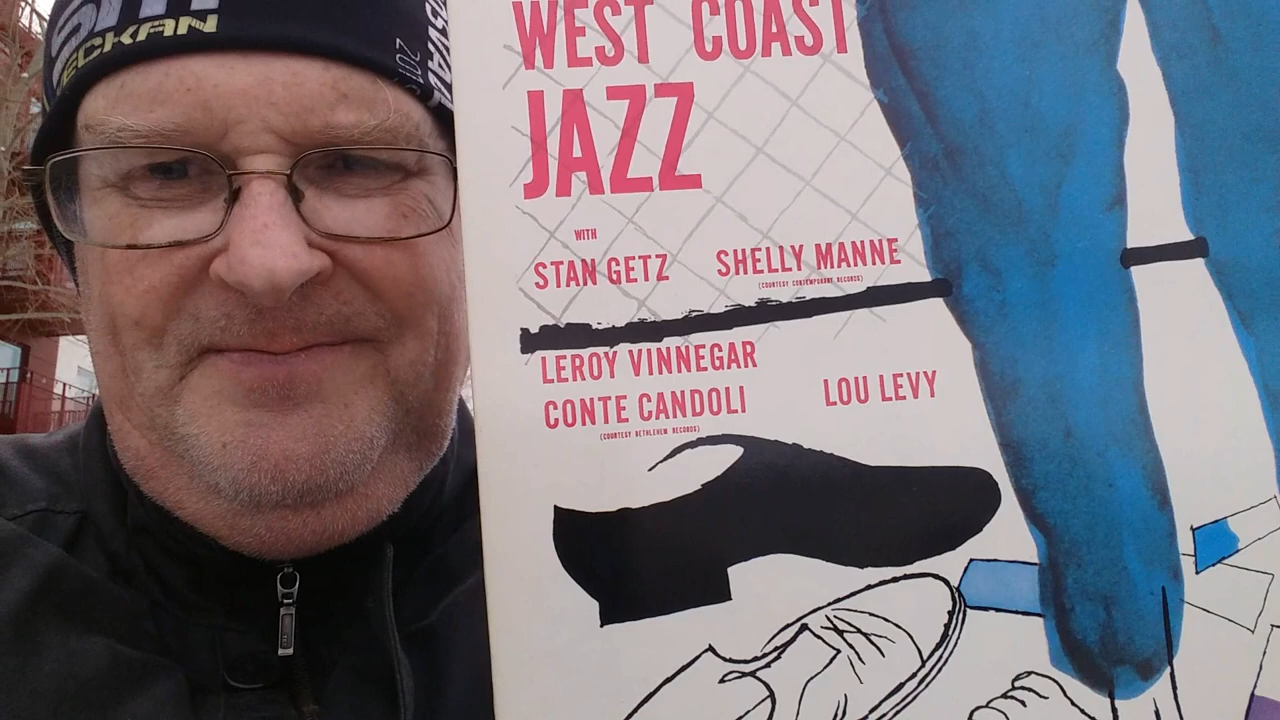 ECKAN
WEST COAST
JAZZ
WITH
STAN GETZ
SHELLY MANNE
(COURTESY CONTEMPORARY RECORDS)
LEROY VINNEGAR
CONTE CANDOLI
(COURTESY BETHLEHEM RECORDS)
LOU LEVY